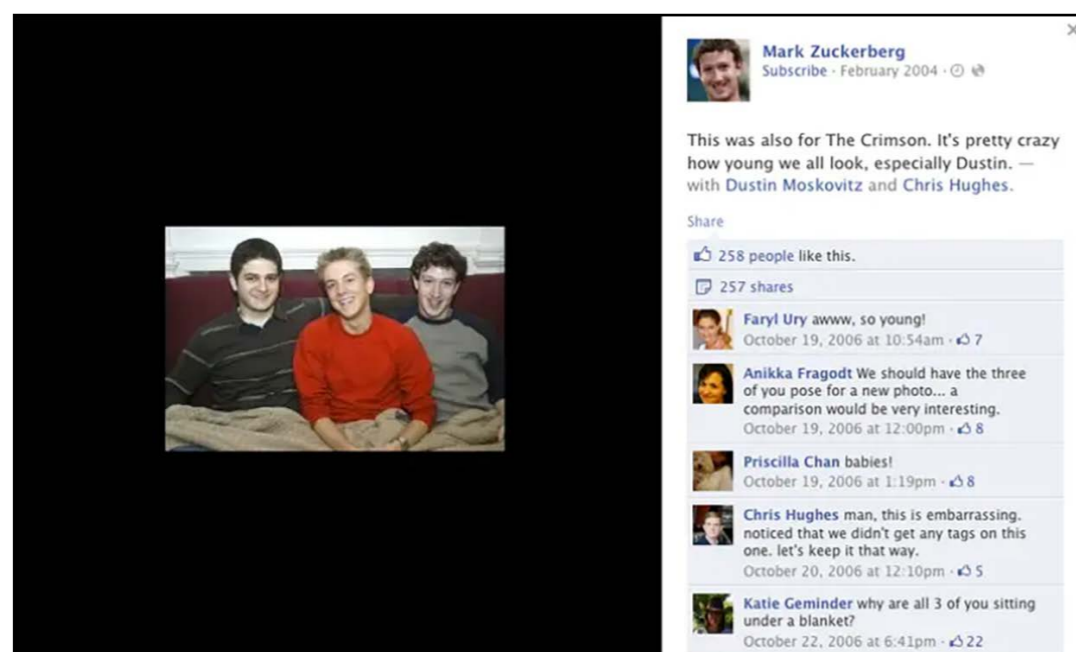 Mark Zuckerberg
Subscribe · February 2004 ·
This was also for The Crimson. It's pretty crazy
how young we all look, especially Dustin. —
with Dustin Moskovitz and Chris Hughes.
Share
258 people like this.
257 shares
Faryl Ury awww, so young!
October 19, 2006 at 10:54am · 7
Anikka Fragodt We should have the three
of you pose for a new photo... a
comparison would be very interesting.
October 19, 2006 at 12:00pm · 8
Priscilla Chan babies!
October 19, 2006 at 1:19pm · 8
Chris Hughes man, this is embarrassing.
noticed that we didn't get any tags on this
one. let's keep it that way.
October 20, 2006 at 12:10pm · 5
Katie Geminder why are all 3 of you sitting
under a blanket?
October 22, 2006 at 6:41pm · 22